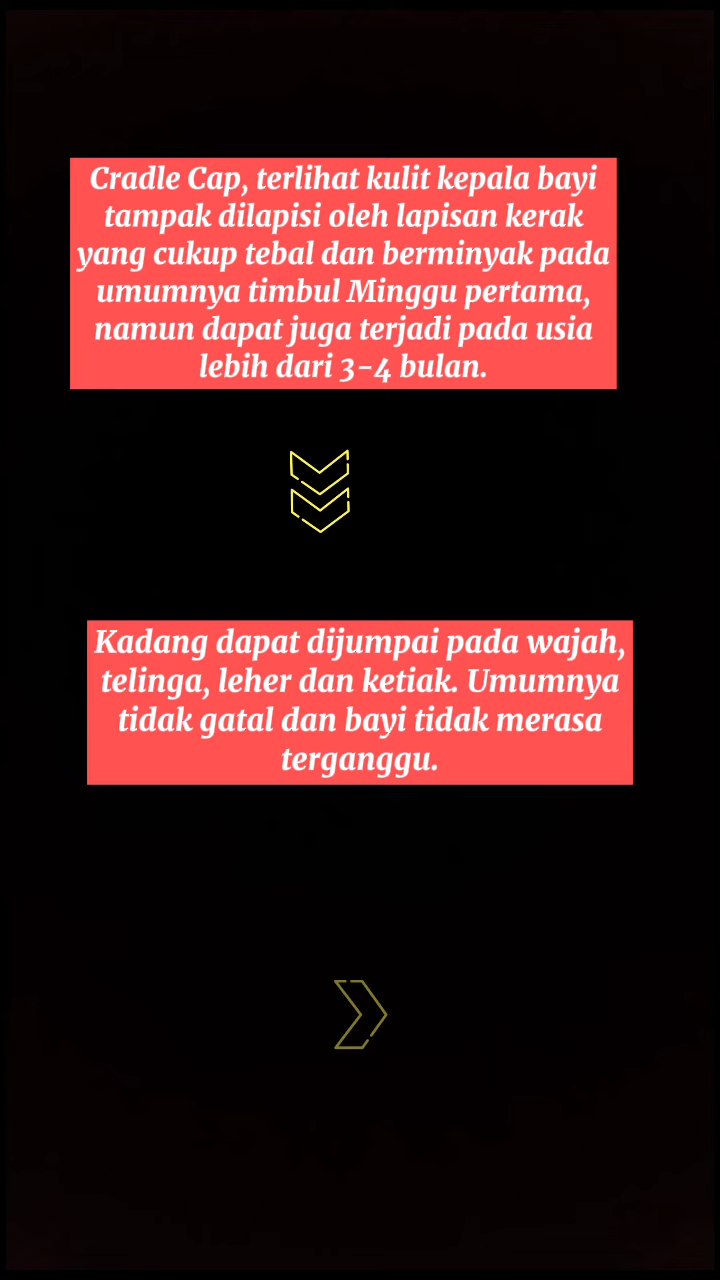 Cradle Cap, terlihat kulit kepala bayi
tampak dilapisi oleh lapisan kerak
yang cukup tebal dan berminyak pada
umumnya timbul Minggu pertama,
namun dapat juga terjadi pada usia
lebih dari 3-4 bulan.
Kadang dapat dijumpai pada wajah,
telinga, leher dan ketiak. Umumnya
tidak gatal dan bayi tidak merasa
terganggu.